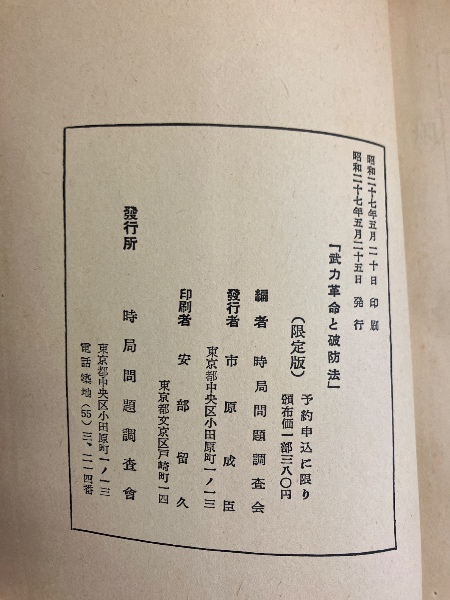 昭和二十七年五月二十日 印刷
昭和二十七年五月二十五日 発行
『武力革命と破防法』
(限定版)
予約申込に限り
頒布価一部三八〇円
編者 時局問題調査会
発行者 市原成臣
東京都中央区小田原町一ノ一三
印刷者 安部留久
東京都文京区戸崎町一四
發行所 時局問題調査會
東京都中央区小田原町一ノ一三
電話築地(55)三、二一四番